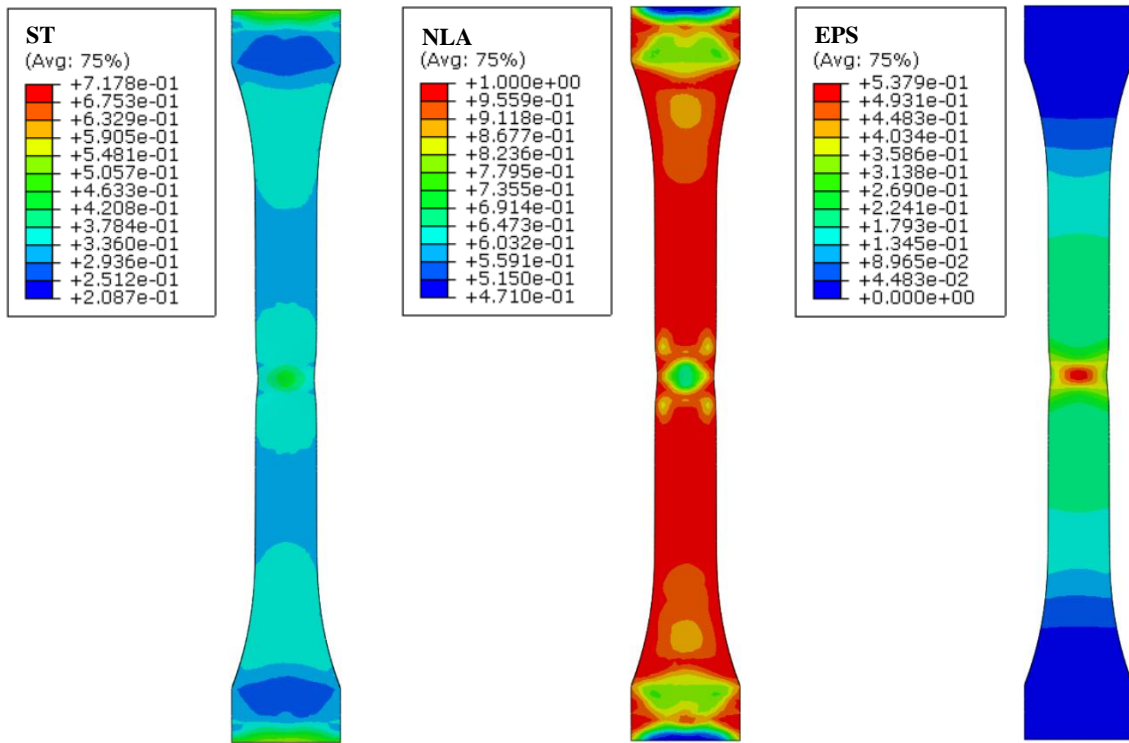 ST
(Avg: 75%)
+7.178e-01
+6.753e-01
+6.329e-01
+5.905e-01
+5.481e-01
+5.057e-01
+4.633e-01
+4.208e-01
+3.784e-01
+3.360e-01
+2.936e-01
+2.512e-01
+2.087e-01
NLA
(Avg: 75%)
+1.000e+00
+9.559e-01
+9.118e-01
+8.677e-01
+8.236e-01
+7.795e-01
+7.355e-01
+6.914e-01
+6.473e-01
+6.032e-01
+5.591e-01
+5.150e-01
+4.710e-01
EPS
(Avg: 75%)
+5.379e-01
+4.931e-01
+4.483e-01
+4.034e-01
+3.586e-01
+3.138e-01
+2.690e-01
+2.241e-01
+1.793e-01
+1.345e-01
+8.965e-02
+4.483e-02
+0.000e+00